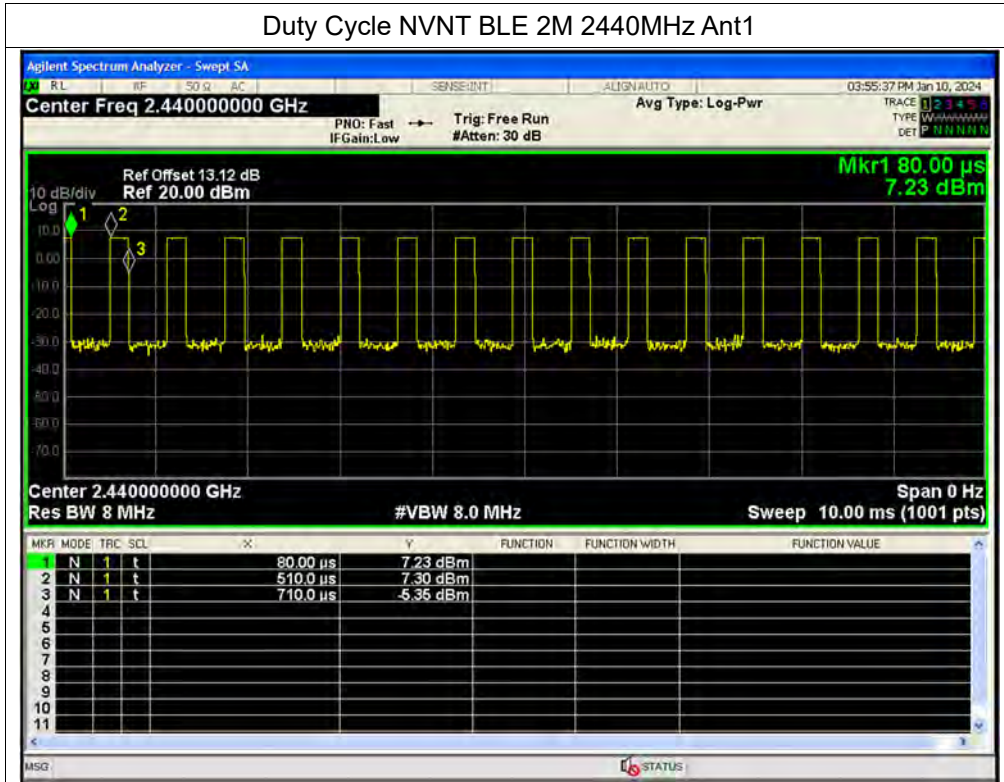 Duty Cycle NVNT BLE 2M 2440MHz Ant1
Agilent Spectrum Analyzer - Swept SA
LXI RL RF 50 Ω AC SENSE:INT ALIGN AUTO 03:55:37 PM Jan 10, 2024
Center Freq 2.440000000 GHz Avg Type: Log-Pwr TRACE 1 2 3 4 5 6
PNO: Fast Trig: Free Run TYPE W
IFGain:Low #Atten: 30 dB DET P N N N N N
Mkr1 80.00 µs
Ref Offset 13.12 dB
10 dB/div Ref 20.00 dBm 7.23 dBm
Log
1 2
10.0
3
0.00
-10.0
-20.0
-30.0
-40.0
-50.0
-60.0
-70.0
Center 2.440000000 GHz Span 0 Hz
Res BW 8 MHz #VBW 8.0 MHz Sweep 10.00 ms (1001 pts)
MKR MODE TRC SCL X Y FUNCTION FUNCTION WIDTH FUNCTION VALUE
1 N 1 t 80.00 µs 7.23 dBm
2 N 1 t 510.0 µs 7.30 dBm
3 N 1 t 710.0 µs -5.35 dBm
4
5
6
7
8
9
10
11
MSG STATUS